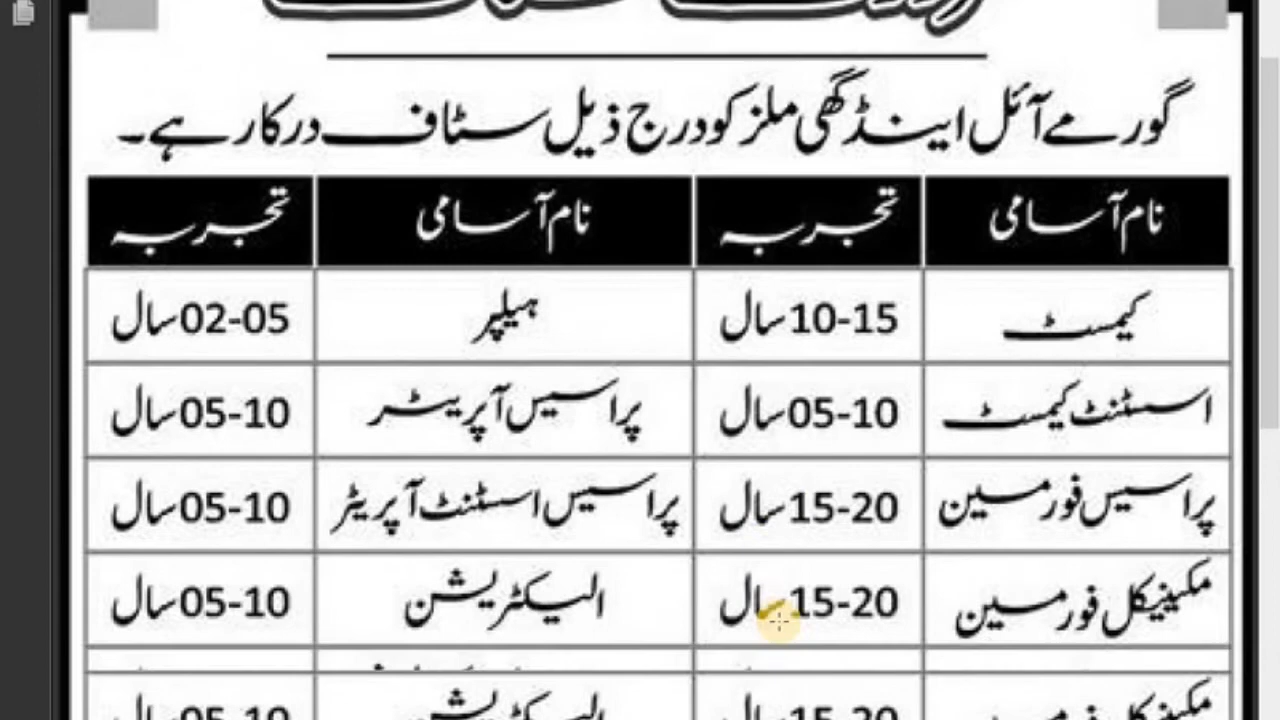 گورمے آئل اینڈ گھی ملز کو درج ذیل سٹاف درکار ہے۔
نام آسامی تجربہ نام آسامی تجربہ
کیمسٹ 10-15 سال ہیلپر 02-05 سال
اسسٹنٹ کیمسٹ 05-10 سال پراسیس آپریٹر 05-10 سال
پراسیس فورمین 15-20 سال پراسیس اسسٹنٹ آپریٹر 05-10 سال
مکینیکل فورمین 15-20 سال الیکٹریشن 05-10 سال